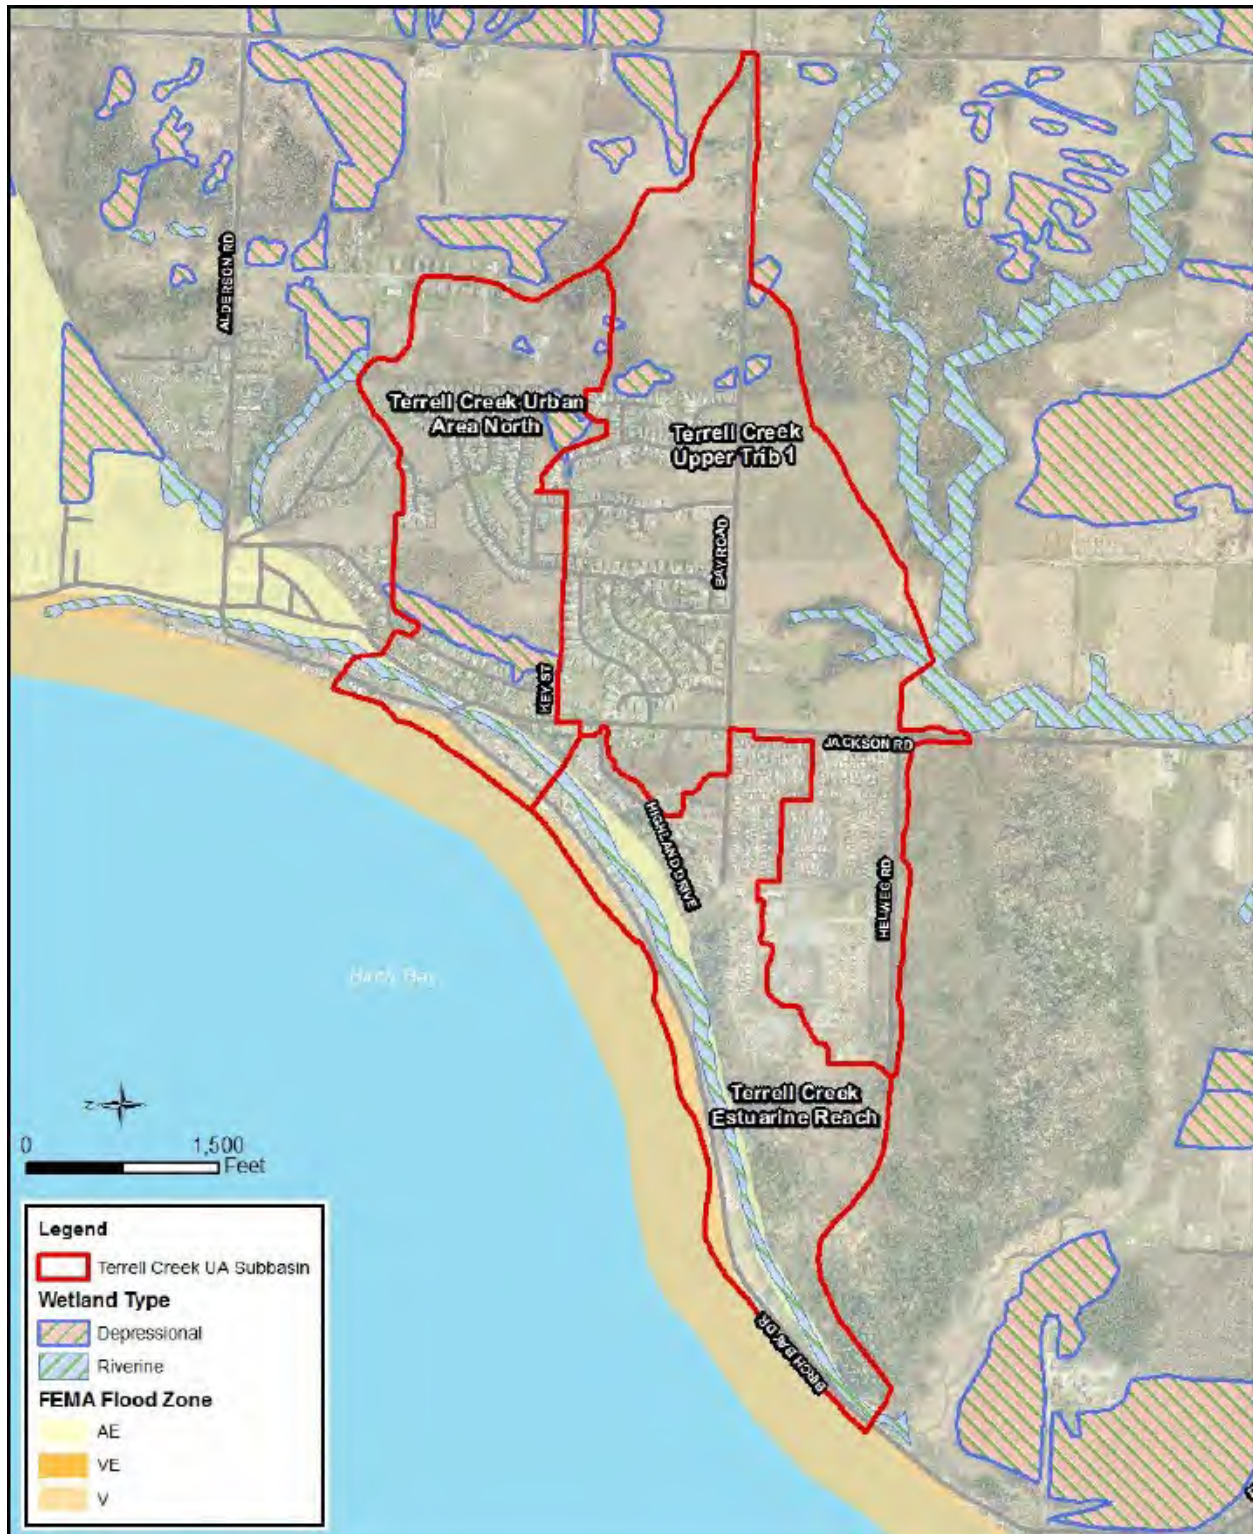 ALDERSON RD
Terrell Creek Urban
Area North
Terrell Creek
Upper Trib 1
BAY ROAD
KEY ST
JACKSON RD
HIGHLAND DRIVE
HELWEG RD
Birch Bay
Terrell Creek
Estuarine Reach
BIRCH BAY DR
N
0 1,500
Feet
Legend
Terrell Creek UA Subbasin
Wetland Type
Depressional
Riverine
FEMA Flood Zone
AE
VE
V